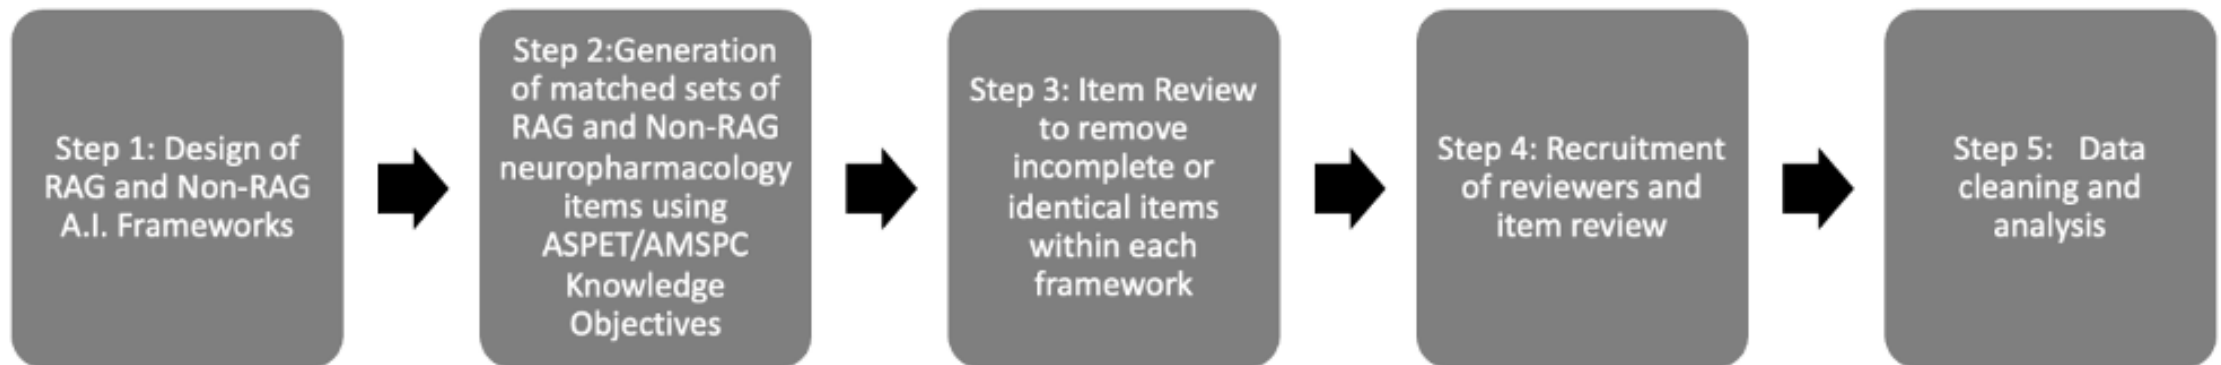 Step 1: Design of
RAG and Non-RAG
A.I. Frameworks
Step 2:Generation
of matched sets of
RAG and Non-RAG
neuropharmacology
items using
ASPET/AMSPC
Knowledge
Objectives
Step 3: Item Review
to remove
incomplete or
identical items
within each
framework
Step 4: Recruitment
of reviewers and
item review
Step 5:   Data
cleaning and
analysis